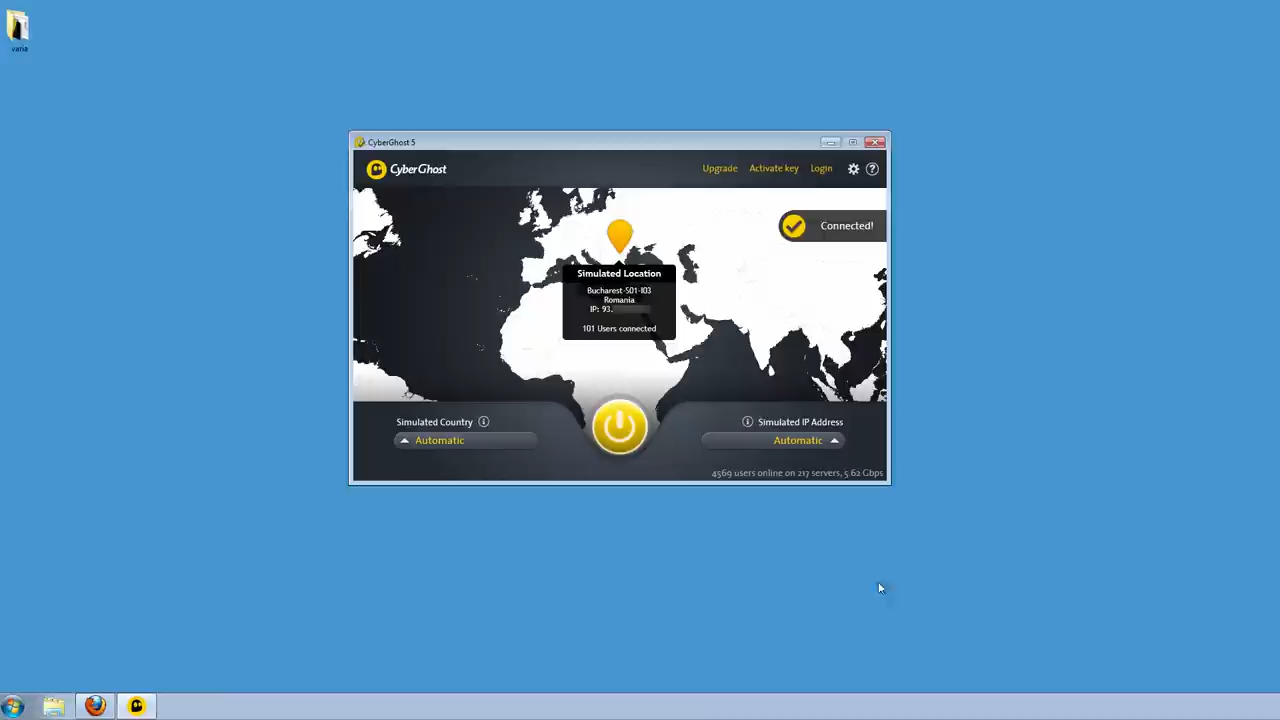 varia
CyberGhost 5
CyberGhost
Upgrade
Activate key
Login
Connected!
Simulated Location
Bucharest-S01-I03
Romania
IP: 93.
101 Users connected
Simulated Country
Simulated IP Address
Automatic
Automatic
4569 users online on 217 servers, 5.62 Gbps